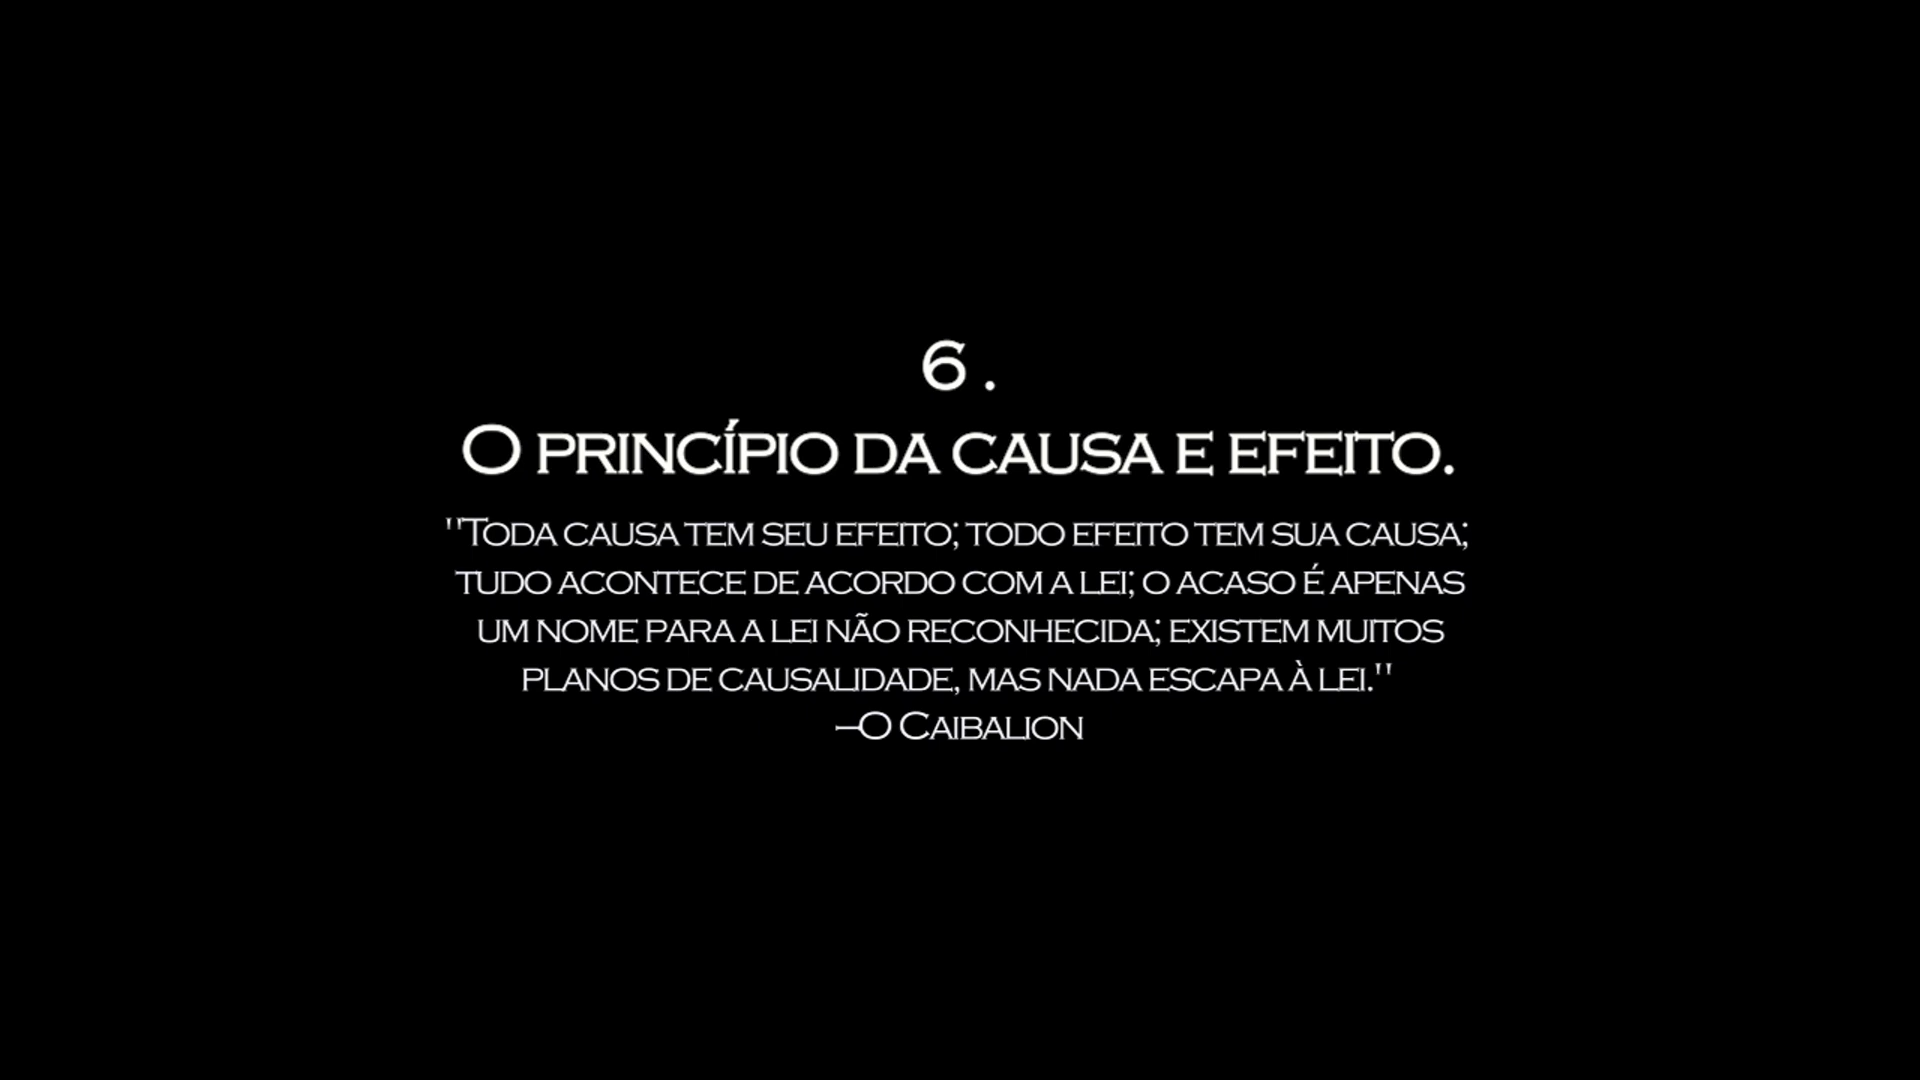 6 .
O princípio da causa e efeito.
"Toda causa tem seu efeito; todo efeito tem sua causa;
tudo acontece de acordo com a lei; o acaso é apenas
um nome para a lei não reconhecida; existem muitos
planos de causalidade, mas nada escapa à lei."
—O Caibalion